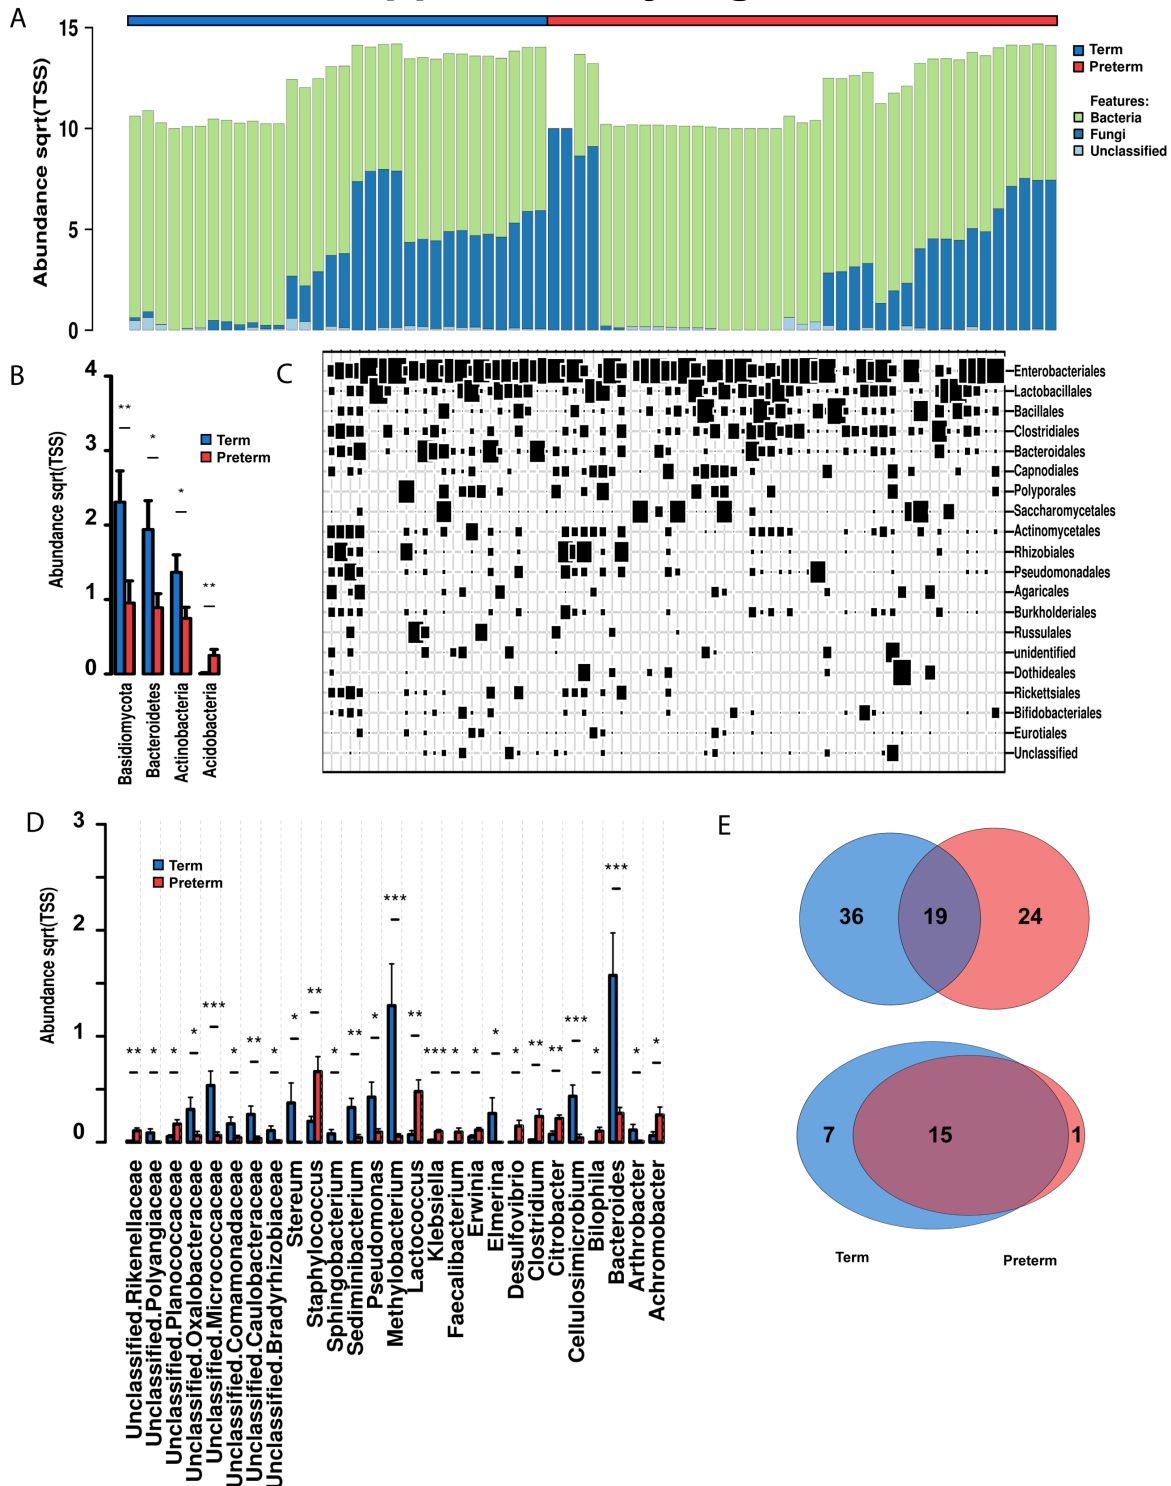 A
15
10
5
0
Abundance sqrt(TSS)
Term
Preterm
Features:
Bacteria
Fungi
Unclassified
B
4
3
2
1
0
Abundance sqrt(TSS)
**
*
*
**
Term
Preterm
Basidiomycota
Bacteroidetes
Actinobacteria
Acidobacteria
C
Enterobacteriales
Lactobacillales
Bacillales
Clostridiales
Bacteroidales
Capnodiales
Polyporales
Saccharomycetales
Actinomycetales
Rhizobiales
Pseudomonadales
Agaricales
Burkholderiales
Russulales
unidentified
Dothideales
Rickettsiales
Bifidobacteriales
Eurotiales
Unclassified
D
3
2
1
0
Abundance sqrt(TSS)
Term
Preterm
** * * * *** * ** * * ** * ** * *** ** *** * * * * ** ** *** * *** * *
Unclassified.Rikenellaceae
Unclassified.Polyangiaceae
Unclassified.Planococcaceae
Unclassified.Oxalobacteraceae
Unclassified.Micrococcaceae
Unclassified.Comamonadaceae
Unclassified.Caulobacteraceae
Unclassified.Bradyrhizobiaceae
Stereum
Staphylococcus
Sphingobacterium
Sediminibacterium
Pseudomonas
Methylobacterium
Lactococcus
Klebsiella
Faecalibacterium
Erwinia
Elmerina
Desulfovibrio
Clostridium
Citrobacter
Cellulosimicrobium
Bilophila
Bacteroides
Arthrobacter
Achromobacter
E
36 19 24
7 15 1
Term Preterm